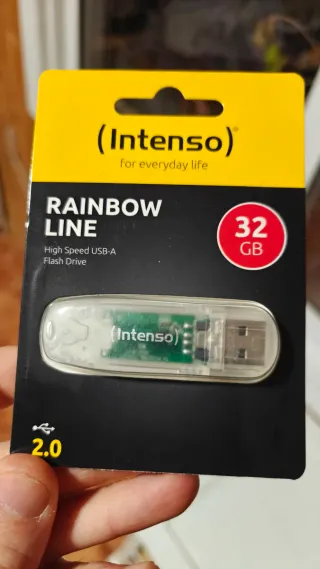 (Intenso)®
for everyday life
RAINBOW
LINE
32
GB
High Speed USB-A
Flash Drive
(Intenso)
2.0